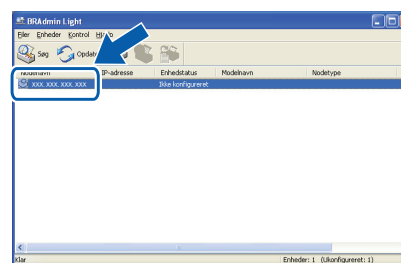 BRAdmin Light
Filer Enheder Kontrol
Søg
Nodenavn IP-adresse Enhedstatus Modelnavn Nodetype
XXX. XXX. XXX. XXX Ikke konfigureret
Klar Enheder: 1 (Ukonfigureret: 1)